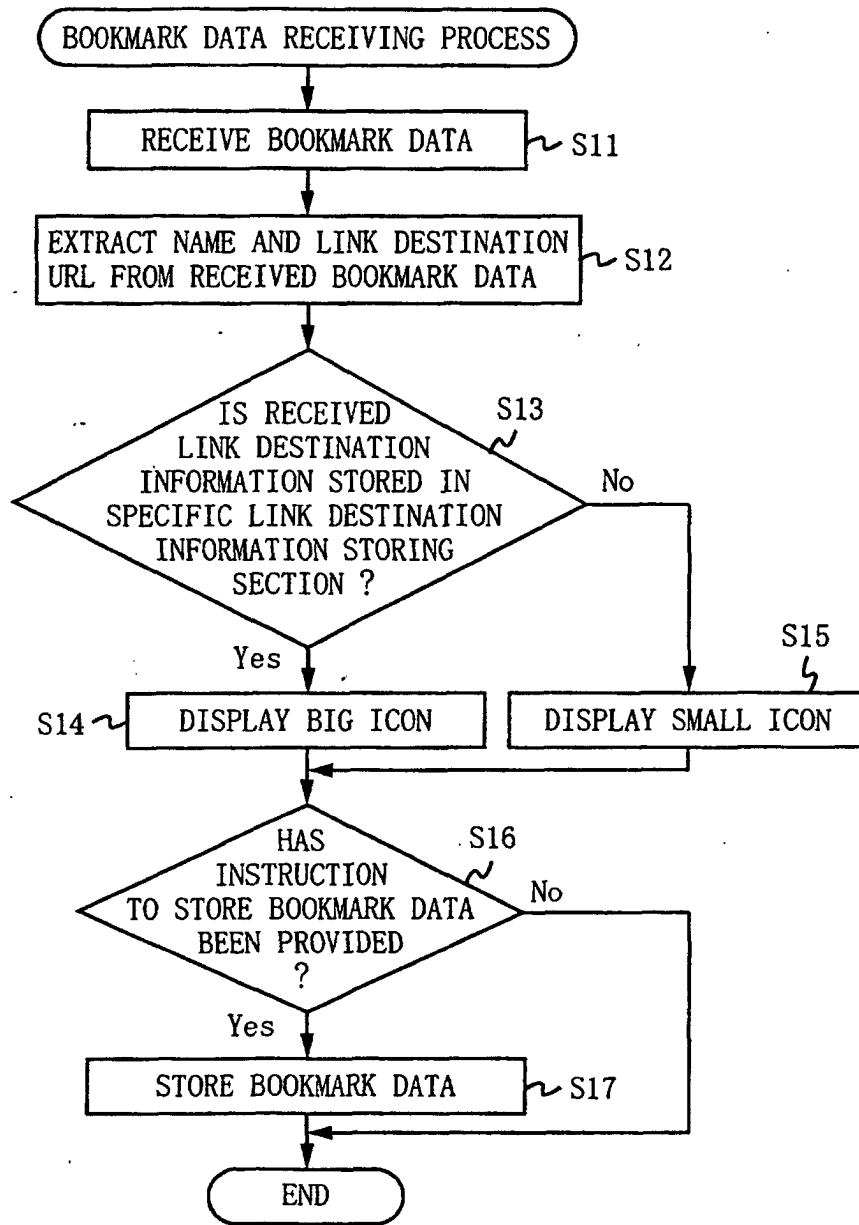 BOOKMARK DATA RECEIVING PROCESS
RECEIVE BOOKMARK DATA
S11
EXTRACT NAME AND LINK DESTINATION
URL FROM RECEIVED BOOKMARK DATA
S12
IS RECEIVED
LINK DESTINATION
INFORMATION STORED IN
SPECIFIC LINK DESTINATION
INFORMATION STORING
SECTION ?
S13
No
Yes
S15
S14
DISPLAY BIG ICON
DISPLAY SMALL ICON
HAS
INSTRUCTION
TO STORE BOOKMARK DATA
BEEN PROVIDED
?
S16
No
Yes
STORE BOOKMARK DATA
S17
END